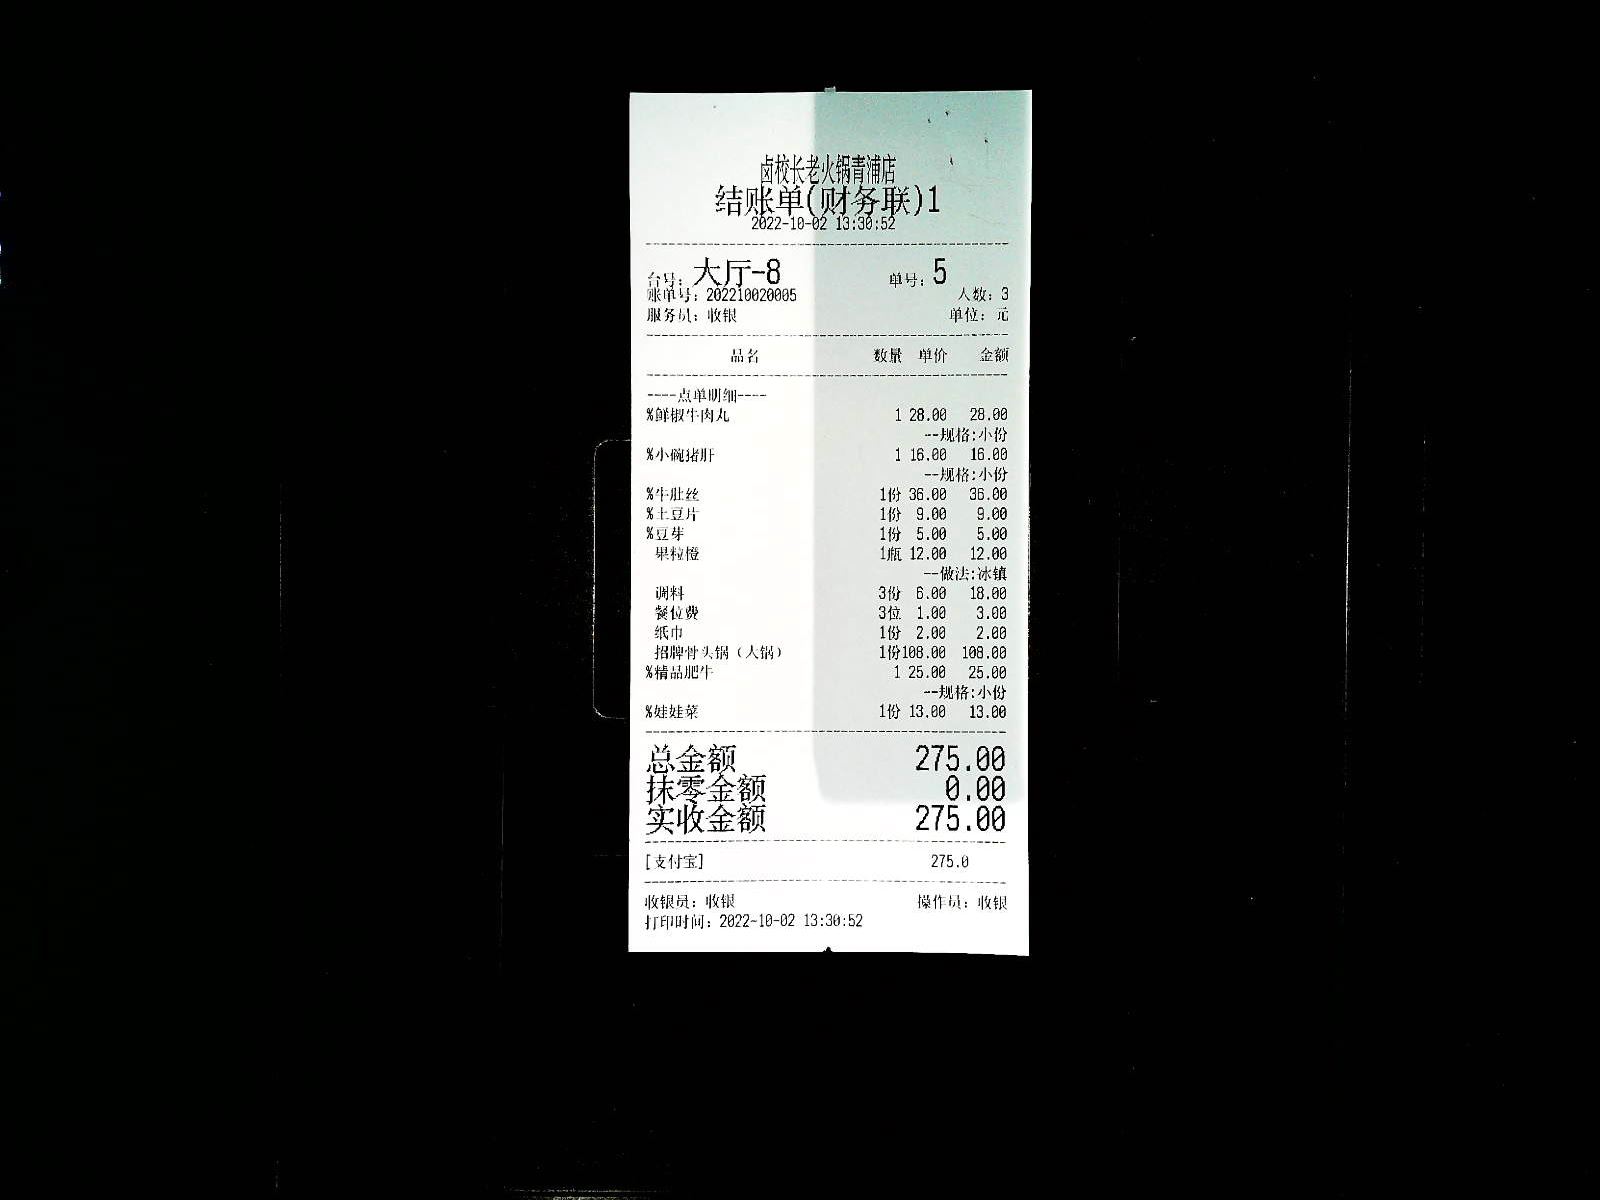 卤校长老火锅青浦店
结账单(财务联)1
2022-10-02 13:30:52
台号: 大厅-8 单号: 5
账单号: 202210020005 人数: 3
服务员: 收银 单位: 元
品名 数量 单价 金额
----点单明细----
%鲜椒牛肉丸 1 28.00 28.00
--规格:小份
%小碗猪肝 1 16.00 16.00
--规格:小份
%牛肚丝 1份 36.00 36.00
%土豆片 1份 9.00 9.00
%豆芽 1份 5.00 5.00
果粒橙 1瓶 12.00 12.00
--做法:冰镇
调料 3份 6.00 18.00
餐位费 3位 1.00 3.00
纸巾 1份 2.00 2.00
招牌骨头锅（大锅） 1份108.00 108.00
%精品肥牛 1 25.00 25.00
--规格:小份
%娃娃菜 1份 13.00 13.00
总金额 275.00
抹零金额 0.00
实收金额 275.00
[支付宝] 275.0
收银员: 收银 操作员: 收银
打印时间: 2022-10-02 13:30:52